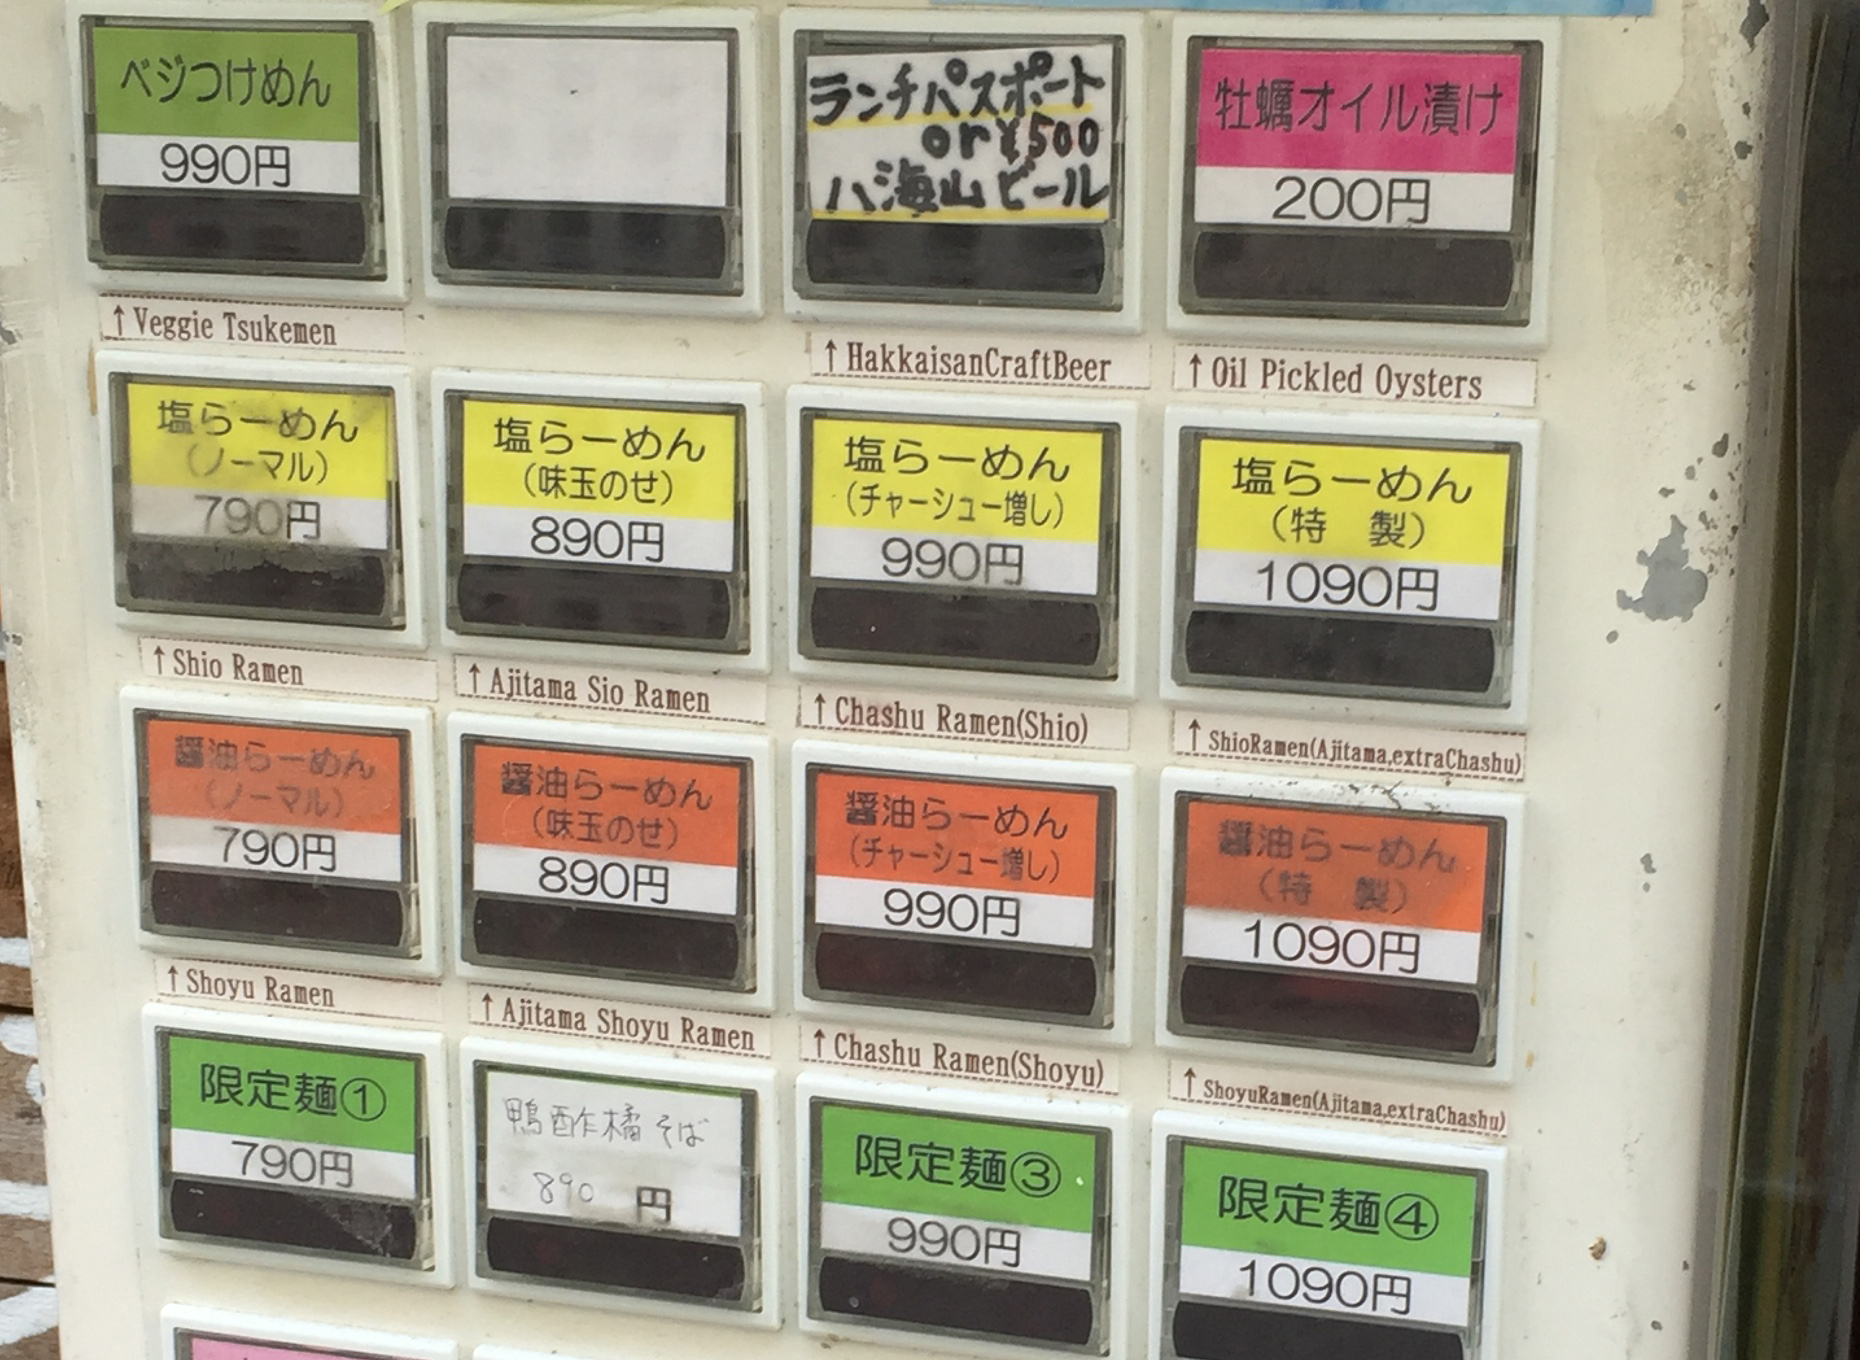 ベジつけめん
990円
ランチパスポート
or¥500
八海山ビール
牡蠣オイル漬け
200円
↑Veggie Tsukemen
↑HakkaisanCraftBeer
↑Oil Pickled Oysters
塩らーめん
(ノーマル)
790円
塩らーめん
(味玉のせ)
890円
塩らーめん
(チャーシュー増し)
990円
塩らーめん
(特 製)
1090円
↑Shio Ramen
↑Ajitama Sio Ramen
↑Chashu Ramen(Shio)
↑ShioRamen(Ajitama,extraChashu)
醤油らーめん
(ノーマル)
790円
醤油らーめん
(味玉のせ)
890円
醤油らーめん
(チャーシュー増し)
990円
醤油らーめん
(特 製)
1090円
↑Shoyu Ramen
↑Ajitama Shoyu Ramen
↑Chashu Ramen(Shoyu)
↑ShoyuRamen(Ajitama,extraChashu)
限定麺①
790円
鴨酢橘そば
890 円
限定麺③
990円
限定麺④
1090円